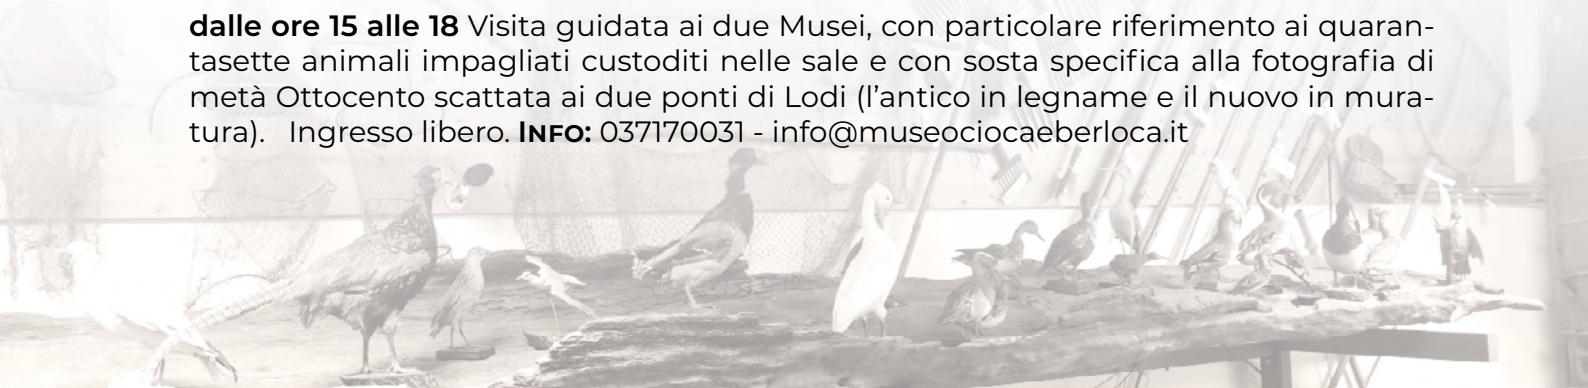 dalle ore 15 alle 18 Visita guidata ai due Musei, con particolare riferimento ai quaran-
tasette animali impagliati custoditi nelle sale e con sosta specifica alla fotografia di
metà Ottocento scattata ai due ponti di Lodi (l’antico in legname e il nuovo in mura-
tura). Ingresso libero. INFO: 037170031 - info@museociocaeberloca.it